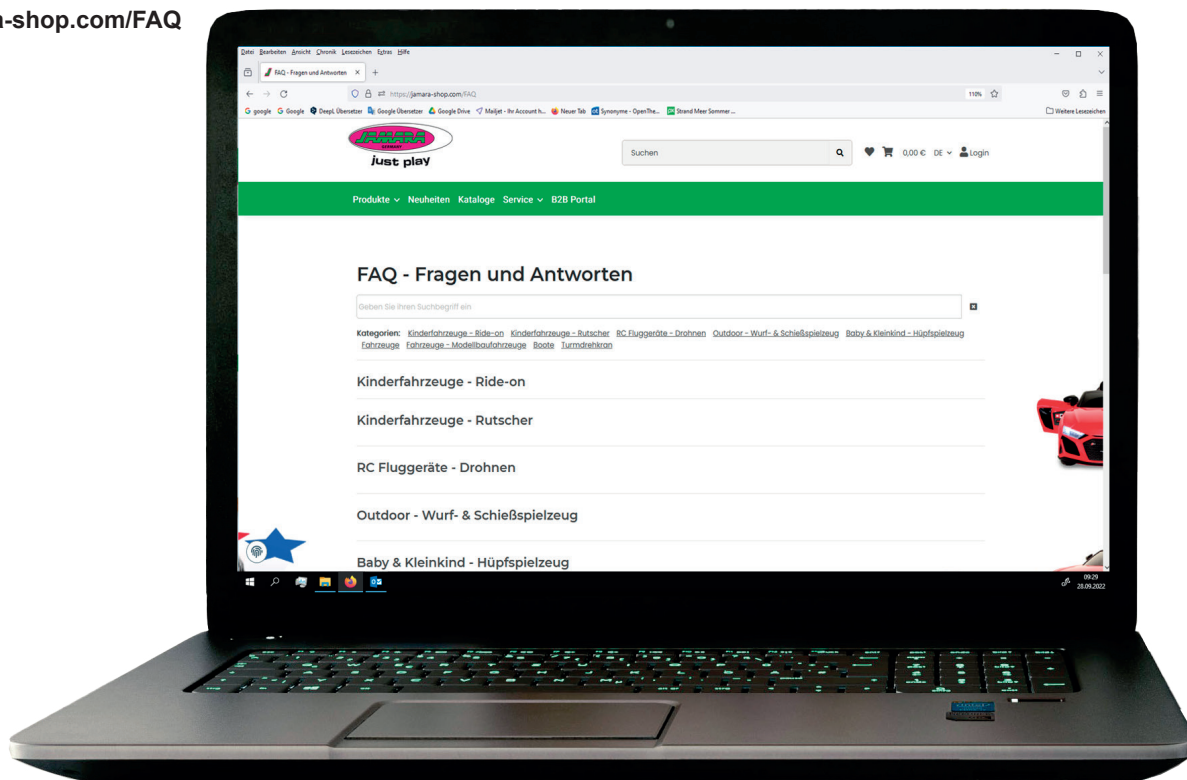 a-shop.com/FAQ
Datei Bearbeiten Ansicht Chronik Lesezeichen Extras Hilfe
FAQ - Fragen und Antworten
https://jamara-shop.com/FAQ
110%
google Google DeepL Übersetzer Google Übersetzer Google Drive Mailjet - Ihr Account h... Neuer Tab Synonyme - OpenThe... Strand Meer Sommer ... Weitere Lesezeichen
JAMARA
GERMANY
just play
Suchen
0,00 € DE Login
Produkte Neuheiten Kataloge Service B2B Portal
FAQ - Fragen und Antworten
Geben Sie ihren Suchbegriff ein
Kategorien: Kinderfahrzeuge - Ride-on Kinderfahrzeuge - Rutscher RC Fluggeräte - Drohnen Outdoor - Wurf- & Schießspielzeug Baby & Kleinkind - Hüpfspielzeug
Fahrzeuge Fahrzeuge - Modellbaufahrzeuge Boote Turmdrehkran
Kinderfahrzeuge - Ride-on
Kinderfahrzeuge - Rutscher
RC Fluggeräte - Drohnen
Outdoor - Wurf- & Schießspielzeug
Baby & Kleinkind - Hüpfspielzeug
09:29
28.09.2022